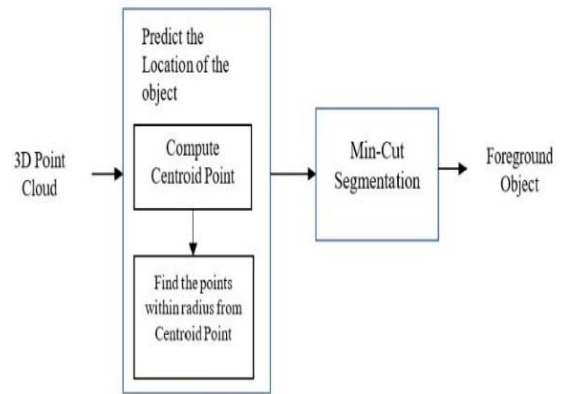 3D Point
Cloud
Predict the
Location of the
object
Compute
Centroid Point
Find the points
within radius from
Centroid Point
Min-Cut
Segmentation
Foreground
Object